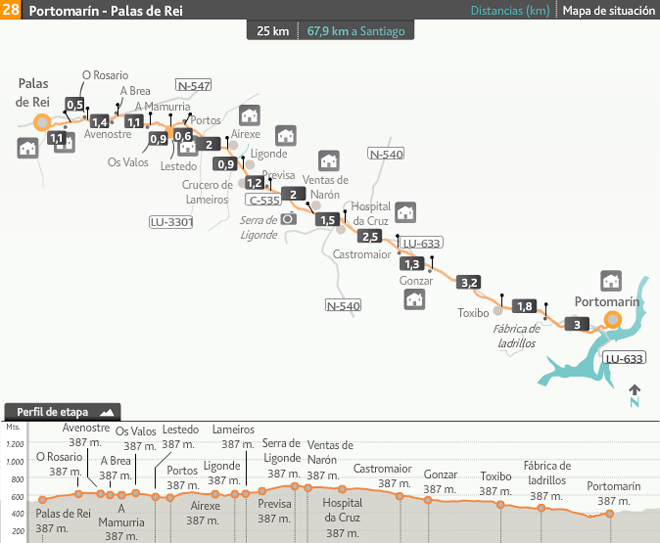 28 Portomarín - Palas de Rei
Distancias (km) | Mapa de situación
25 km | 67,9 km a Santiago
Palas
de Rei
O Rosario
A Brea
N-547
0,5
A Mamurria
1,4
1,1
Portos
Avenostre
1,1
0,9
0,6
2
Airexe
Os Valos
Lestedo
0,9
Ligonde
Crucero de
Lameiros
1,2
Previsa
C-535
2
Ventas de
Narón
N-540
LU-3301
Serra de
Ligonde
1,5
Hospital
da Cruz
2,5
LU-633
Castromaior
1,3
Gonzar
3,2
N-540
Toxibo
1,8
Portomarín
Fábrica de
ladrillos
3
LU-633
N
Perfil de etapa
Mts.
1.200
1.000
800
600
400
200
O Rosario
387 m.
Avenostre
387 m.
A Brea
387 m.
Os Valos
387 m.
Lestedo
387 m.
Portos
387 m.
Ligonde
387 m.
Lameiros
387 m.
Serra de
Ligonde
387 m.
Ventas de
Narón
387 m.
Castromaior
387 m.
Gonzar
387 m.
Toxibo
387 m.
Fábrica de
ladrillos
387 m.
Portomarín
387 m.
Palas de Rei
387 m.
A
Mamurria
387 m.
Airexe
387 m.
Previsa
387 m.
Hospital
da Cruz
387 m.